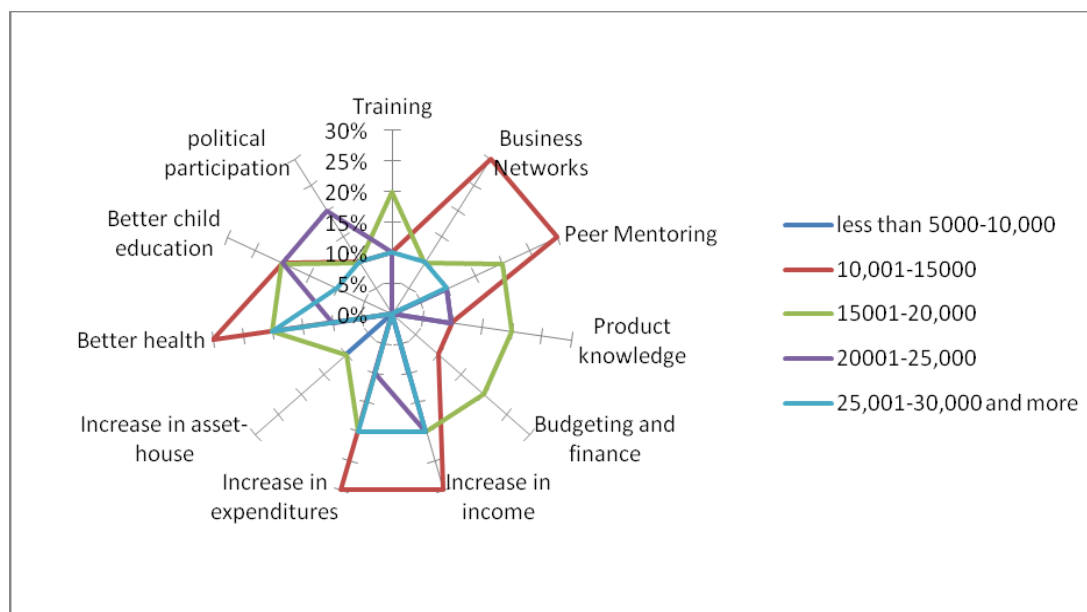 Training
30%
25%
20%
15%
10%
5%
0%
Business
Networks
Peer Mentoring
Product
knowledge
Budgeting and
finance
Increase in
income
Increase in
expenditures
Increase in asset-
house
Better health
Better child
education
political
participation
less than 5000-10,000
10,001-15000
15001-20,000
20001-25,000
25,001-30,000 and more